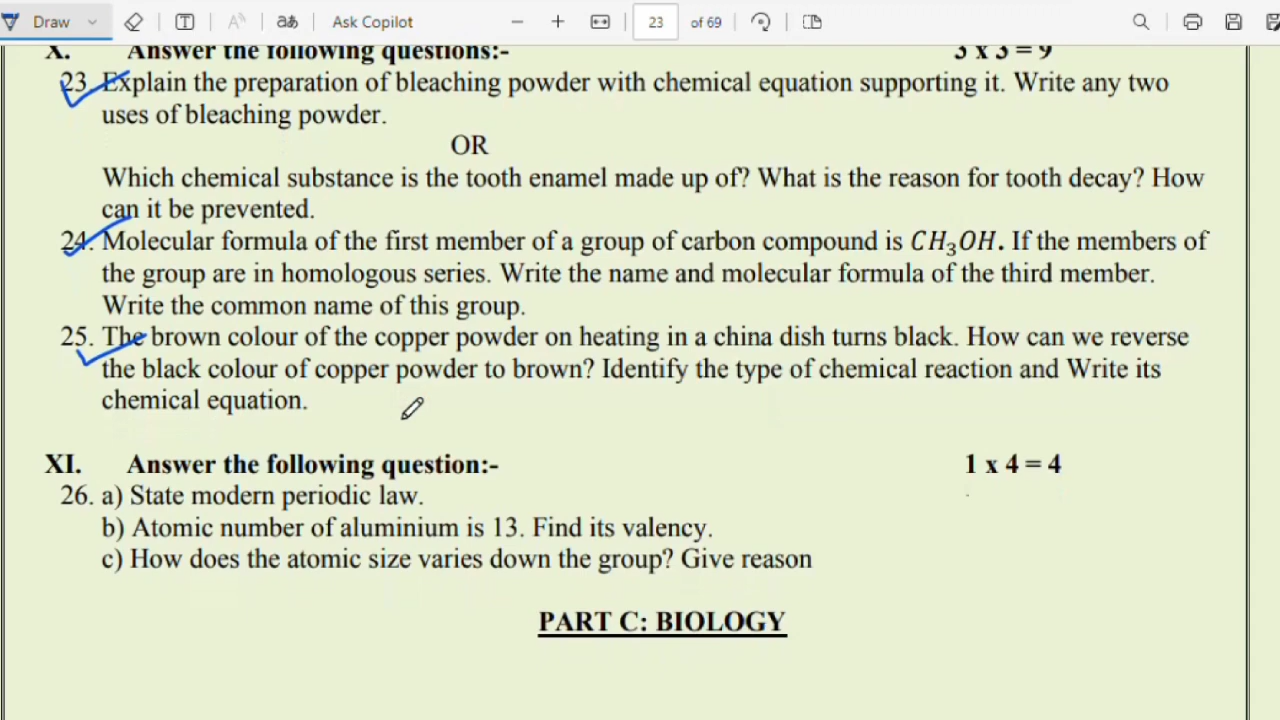 Draw
Ask Copilot
23 of 69
X. Answer the following questions:- 3 x 3 = 9
23. Explain the preparation of bleaching powder with chemical equation supporting it. Write any two
uses of bleaching powder.
OR
Which chemical substance is the tooth enamel made up of? What is the reason for tooth decay? How
can it be prevented.
24. Molecular formula of the first member of a group of carbon compound is CH₃OH. If the members of
the group are in homologous series. Write the name and molecular formula of the third member.
Write the common name of this group.
25. The brown colour of the copper powder on heating in a china dish turns black. How can we reverse
the black colour of copper powder to brown? Identify the type of chemical reaction and Write its
chemical equation.
XI. Answer the following question:- 1 x 4 = 4
26. a) State modern periodic law.
b) Atomic number of aluminium is 13. Find its valency.
c) How does the atomic size varies down the group? Give reason
PART C: BIOLOGY